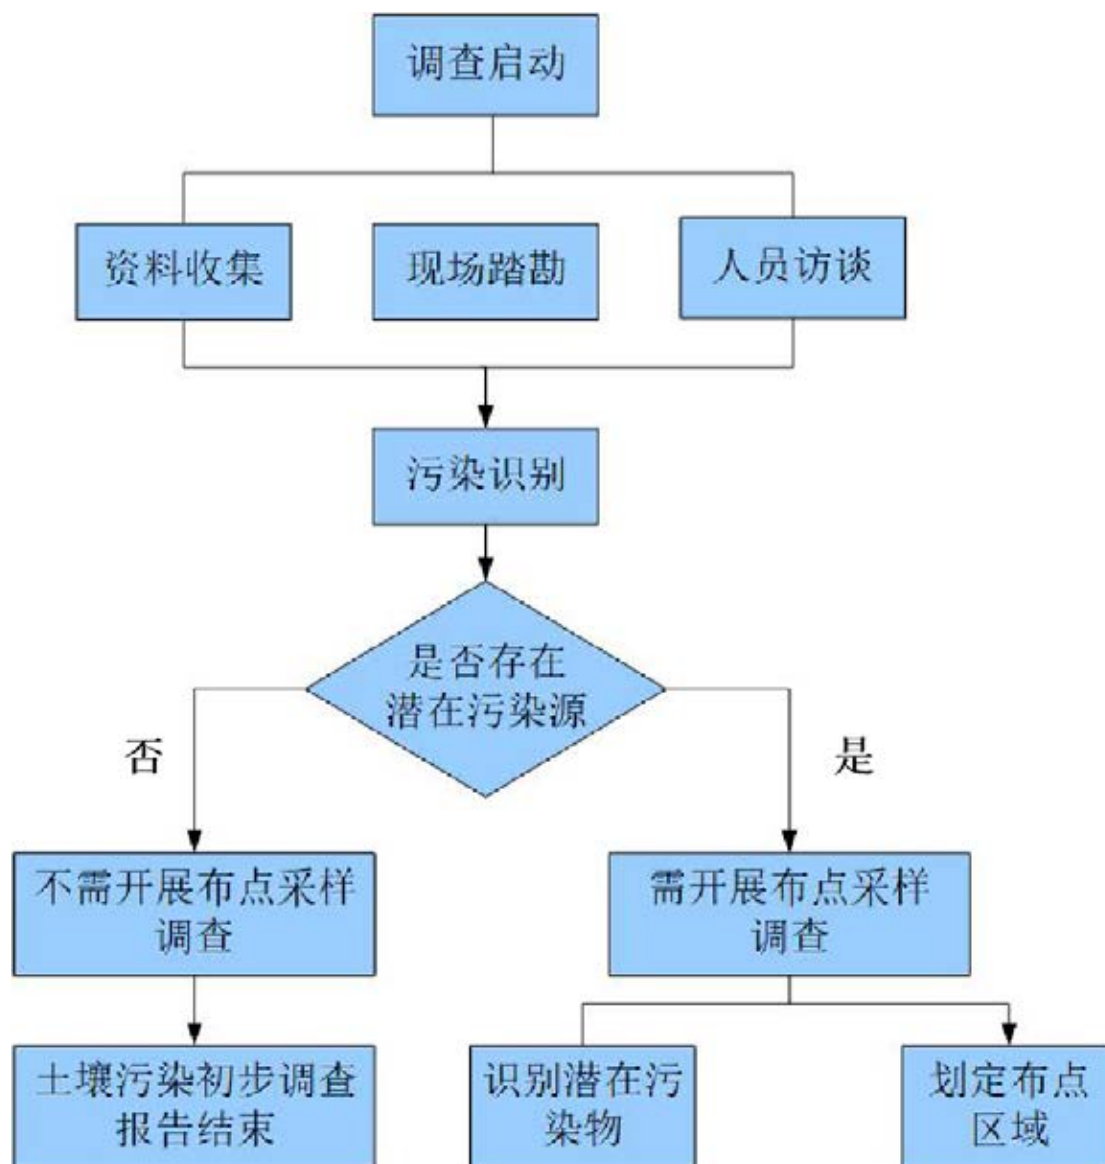 调查启动
资料收集
现场踏勘
人员访谈
污染识别
是否存在
潜在污染源
否
是
不需开展布点采样
调查
需开展布点采样
调查
土壤污染初步调查
报告结束
识别潜在污
染物
划定布点
区域